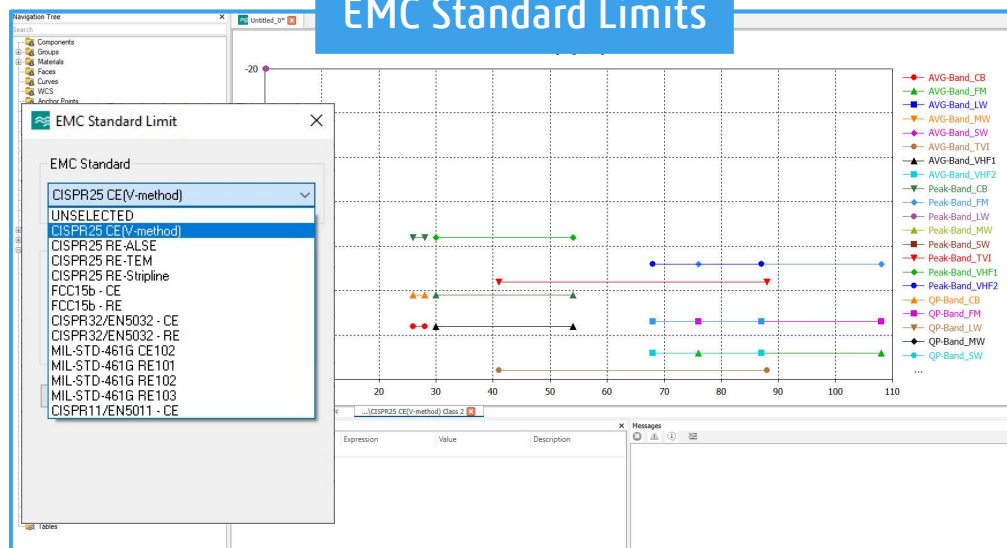 EMC Standard Limits
Navigation Tree
Search
Components
Groups
Materials
Faces
Curves
WCS
Anchor Points
Tables
EMC Standard Limit
EMC Standard
CISPR25 CE(V-method)
UNSELECTED
CISPR25 CE(V-method)
CISPR25 RE-ALSE
CISPR25 RE-TEM
CISPR25 RE-Stripline
FCC15b - CE
FCC15b - RE
CISPR32/EN5032 - CE
CISPR32/EN5032 - RE
MIL-STD-461G CE102
MIL-STD-461G RE101
MIL-STD-461G RE102
MIL-STD-461G RE103
CISPR11/EN5011 - CE
Untitled_0*
-20
20 30 40 50 60 70 80 90 100 110
AVG-Band_CB
AVG-Band_FM
AVG-Band_LW
AVG-Band_MW
AVG-Band_SW
AVG-Band_TVI
AVG-Band_VHF1
AVG-Band_VHF2
Peak-Band_CB
Peak-Band_FM
Peak-Band_LW
Peak-Band_MW
Peak-Band_SW
Peak-Band_TVI
Peak-Band_VHF1
Peak-Band_VHF2
QP-Band_CB
QP-Band_FM
QP-Band_LW
QP-Band_MW
QP-Band_SW
...
...\CISPR25 CE(V-method) Class 2
Expression Value Description
Messages